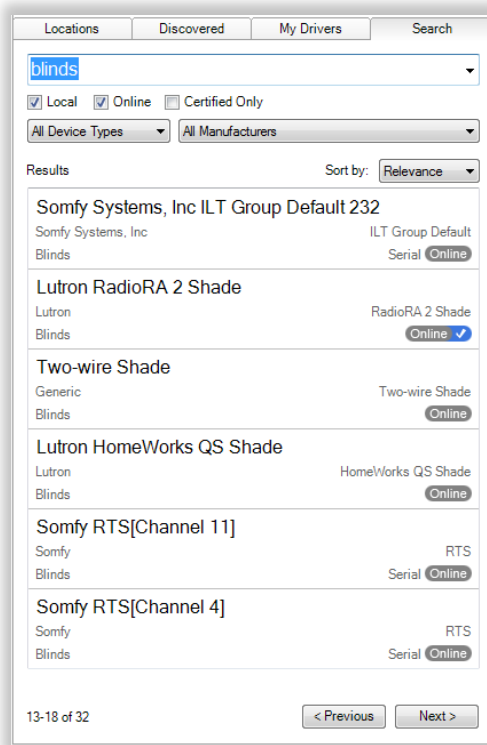 Locations Discovered My Drivers Search
blinds
Local Online Certified Only
All Device Types All Manufacturers
Results Sort by: Relevance
Somfy Systems, Inc ILT Group Default 232
Somfy Systems, Inc ILT Group Default
Blinds Serial Online
Lutron RadioRA 2 Shade
Lutron RadioRA 2 Shade
Blinds Online
Two-wire Shade
Generic Two-wire Shade
Blinds Online
Lutron HomeWorks QS Shade
Lutron HomeWorks QS Shade
Blinds Online
Somfy RTS[Channel 11]
Somfy RTS
Blinds Serial Online
Somfy RTS[Channel 4]
Somfy RTS
Blinds Serial Online
13-18 of 32 < Previous Next >